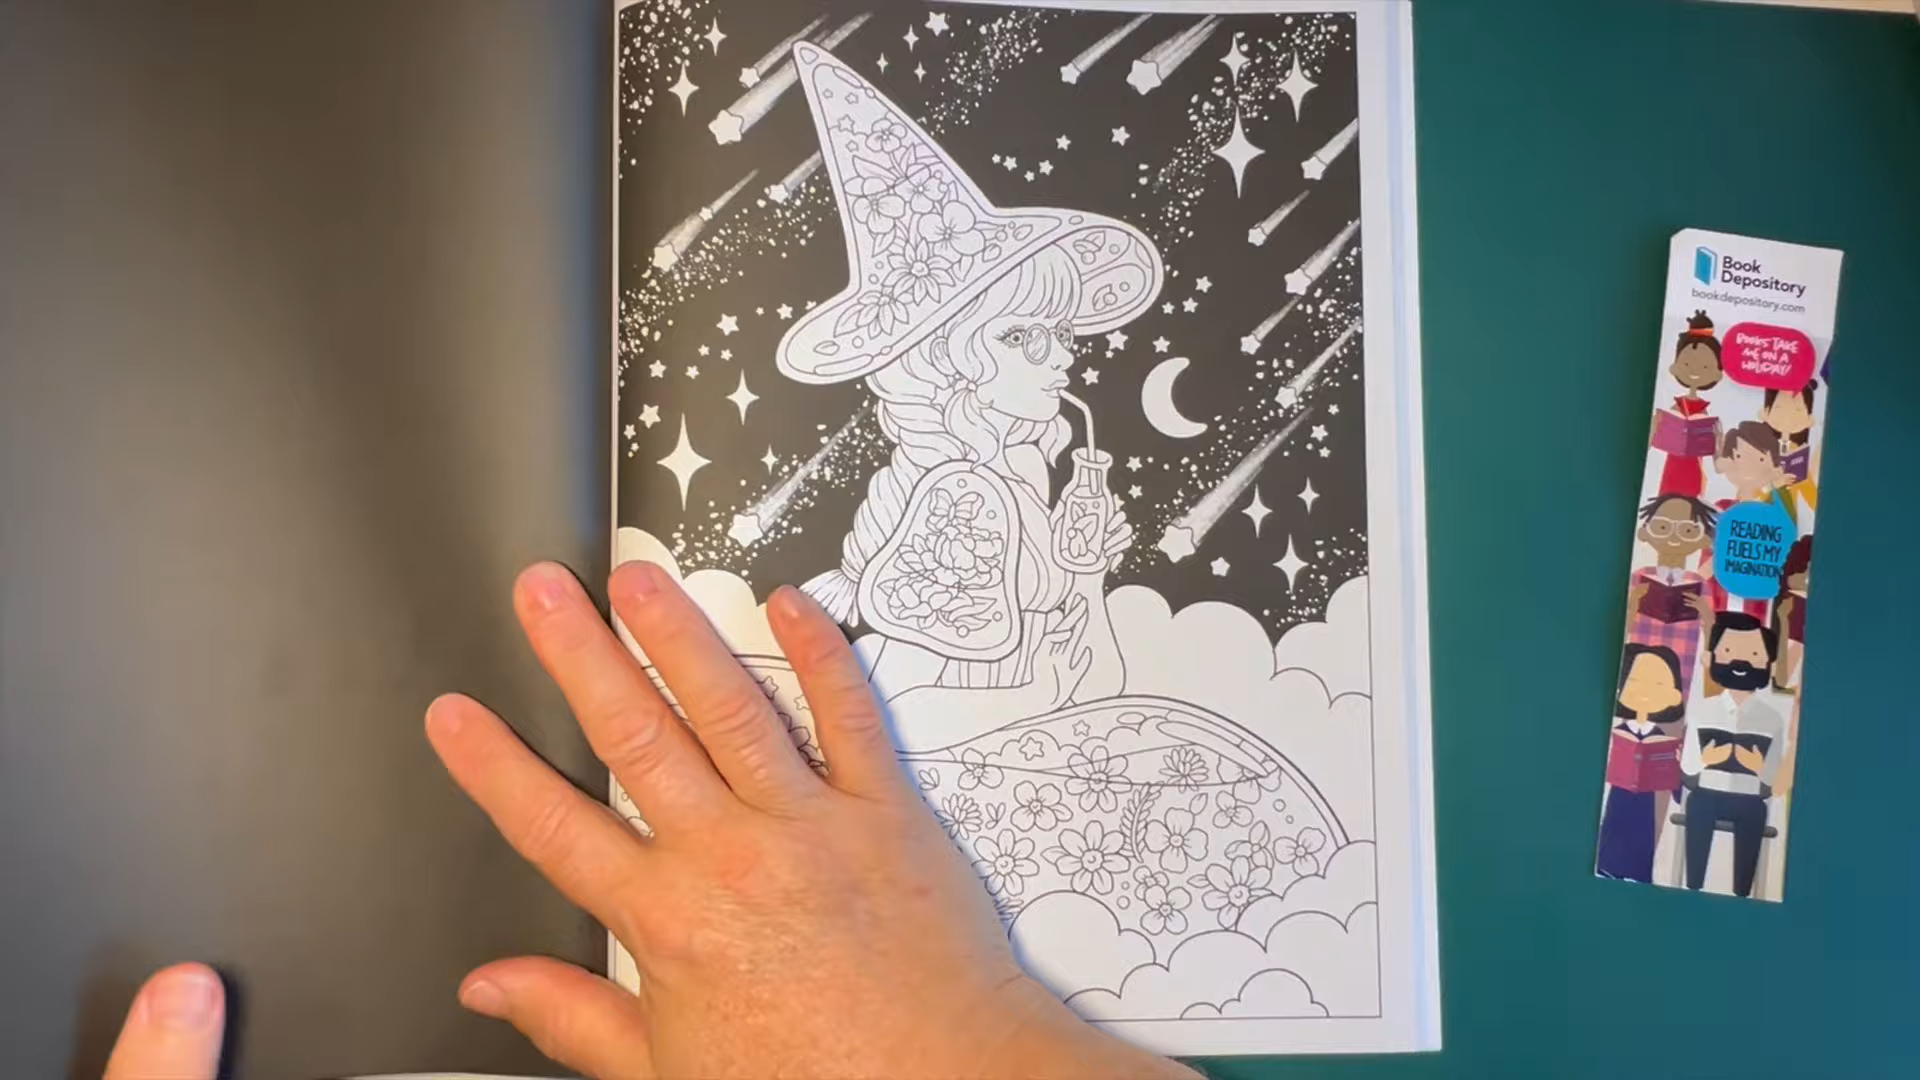 Book
Depository
bookdepository.com
BOOKS TAKE
ME ON A
HOLIDAY!
READING
FUELS MY
IMAGINATION